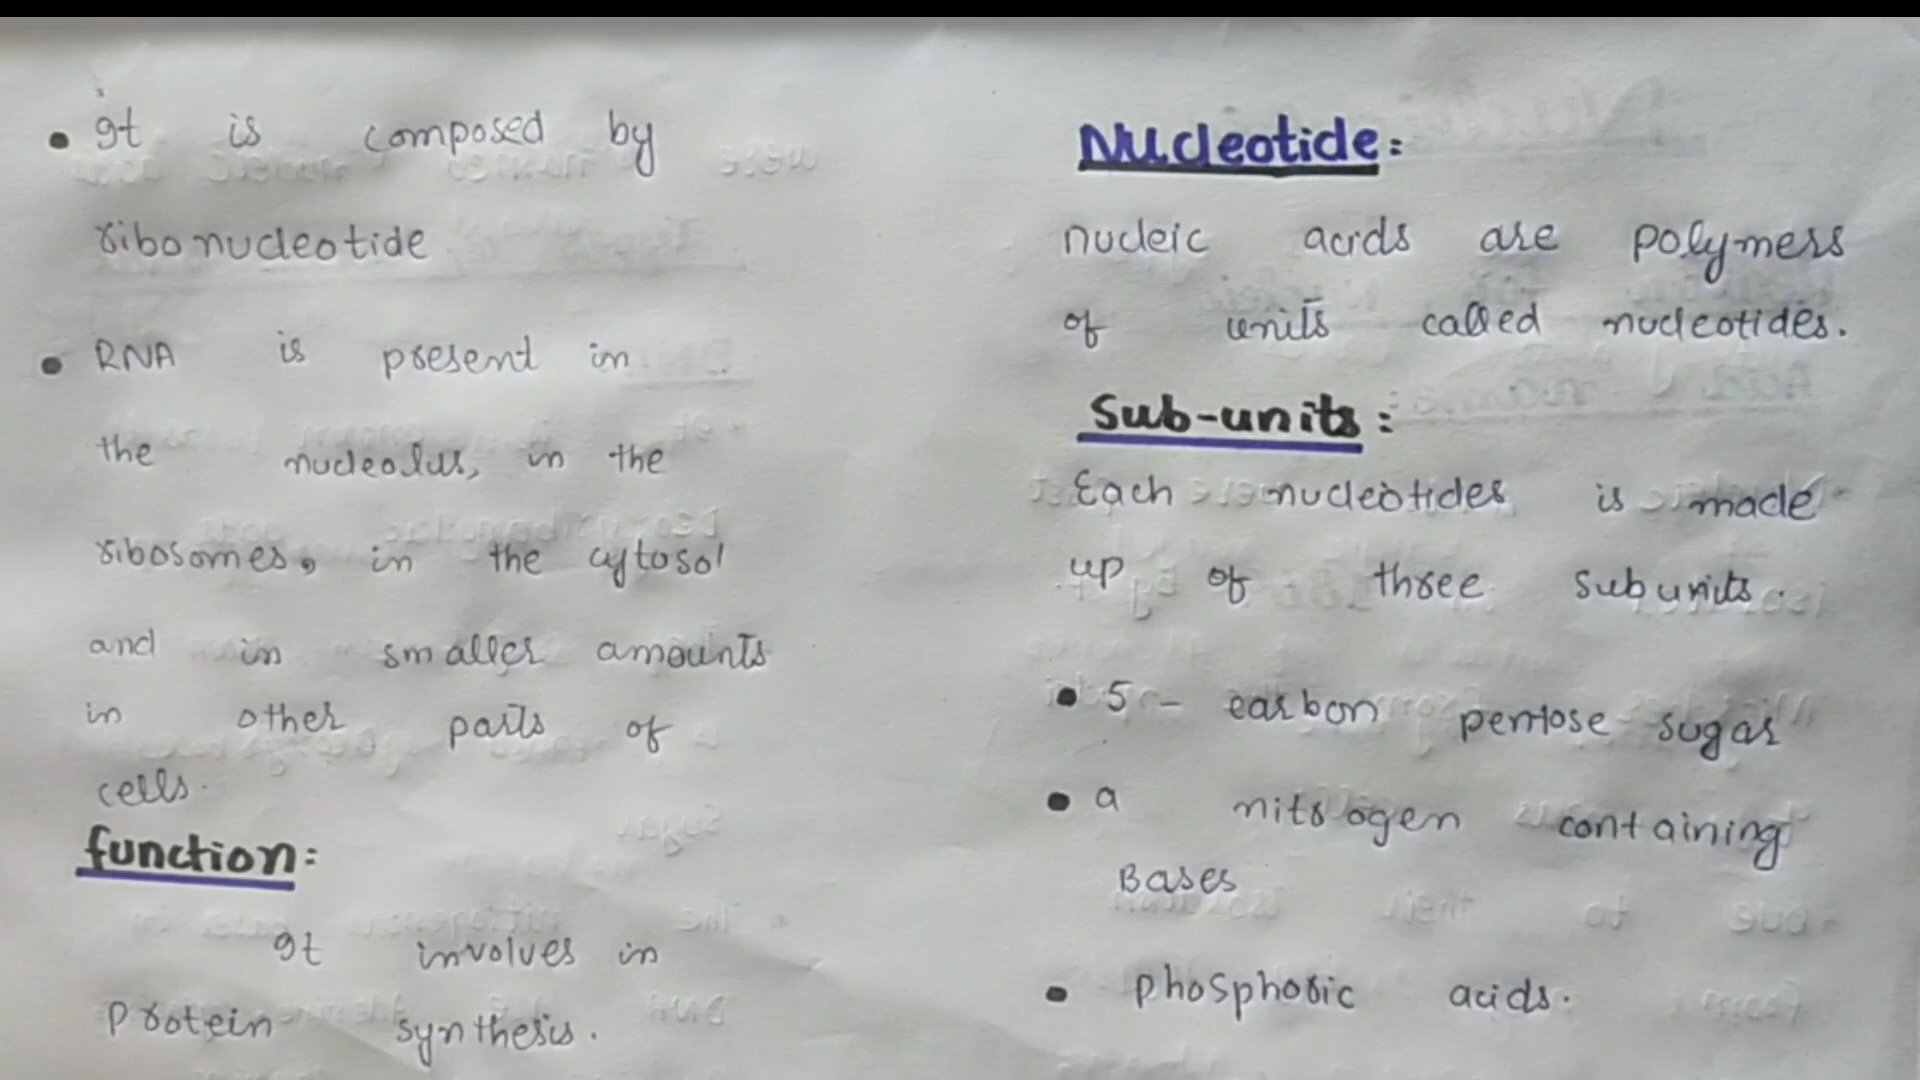 • It is composed by
ribonucleotide
• RNA is present in
the nucleolus, in the
ribosomes, in the cytosol
and in smaller amounts
in other parts of
cells.
function:
It involves in
Protein synthesis.
Nucleotide:
nucleic acids are polymers
of units called nucleotides.
Sub-units:
Each nucleotides is made
up of three subunits.
• 5 - carbon pentose sugar
• a nitrogen containing
Bases
• phosphoric acids.